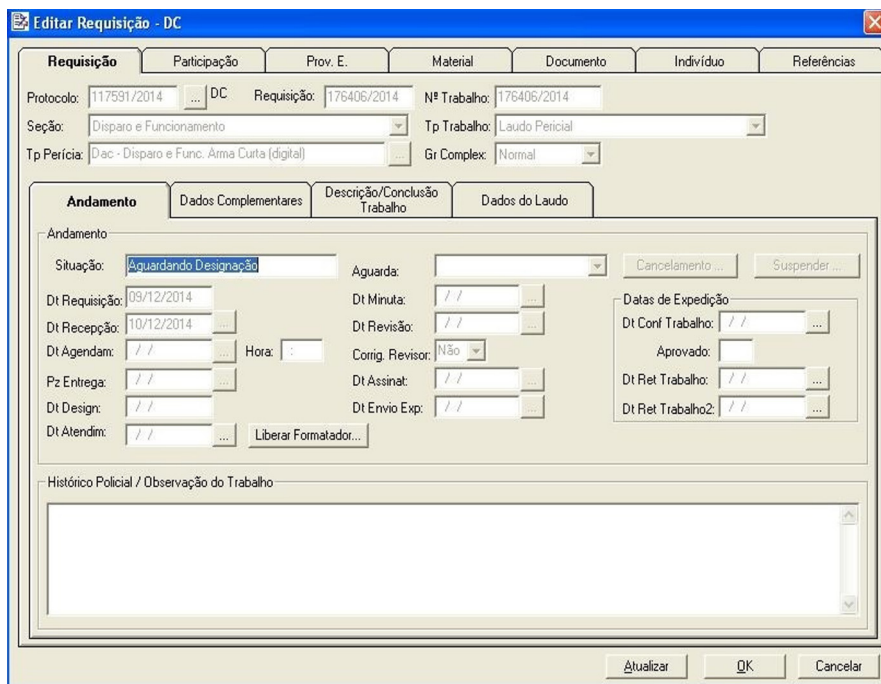 Editar Requisição - DC
Requisição Participação Prov. E. Material Documento Indivíduo Referências
Protocolo: 117591/2014 ... DC Requisição: 176406/2014 Nº Trabalho: 176406/2014
Seção: Disparo e Funcionamento Tp Trabalho: Laudo Pericial
Tp Perícia: Dac - Disparo e Func. Arma Curta (digital) ... Gr Complex: Normal
Andamento Dados Complementares Descrição/Conclusão Trabalho Dados do Laudo
Andamento
Situação: Aguardando Designação Aguarda: Cancelamento ... Suspender ...
Dt Requisição: 09/12/2014 Dt Minuta: / / ... Datas de Expedição
Dt Recepção: 10/12/2014 ... Dt Revisão: / / ... Dt Conf Trabalho: / / ...
Dt Agendam: / / ... Hora: : Corrig. Revisor: Não Aprovado:
Pz Entrega: / / ... Dt Assinat: / / ... Dt Ret Trabalho: / / ...
Dt Design: / / Dt Envio Exp: / / ... Dt Ret Trabalho2: / / ...
Dt Atendim: / / ... Liberar Formatador...
Histórico Policial / Observação do Trabalho
Atualizar OK Cancelar